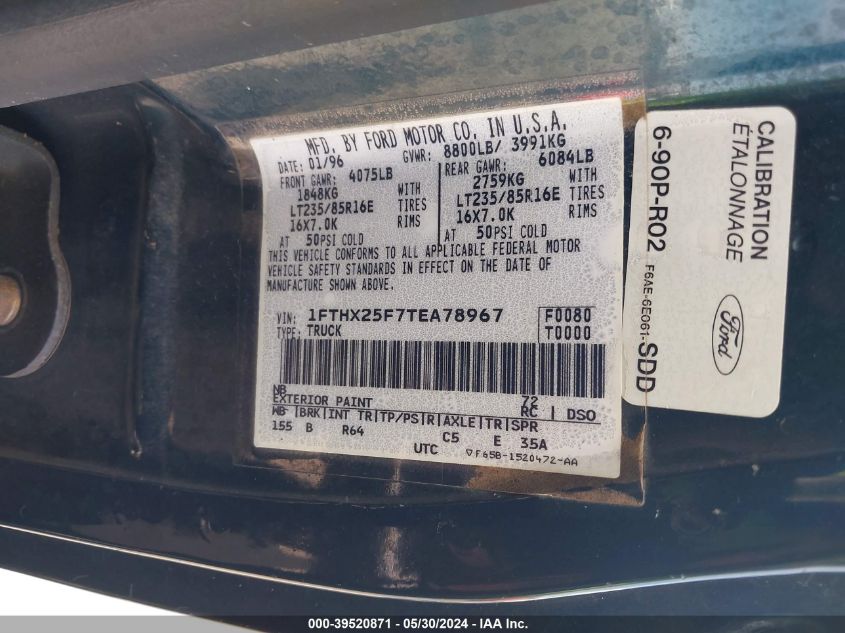 MFD. BY FORD MOTOR CO. IN U.S.A.
DATE: 01/96 GVWR: 8800LB/ 3991KG
FRONT GAWR: 4075LB REAR GAWR: 6084LB
1848KG WITH 2759KG WITH
LT235/85R16E TIRES LT235/85R16E TIRES
16X7.0K RIMS 16X7.0K RIMS
AT 50PSI COLD AT 50PSI COLD
THIS VEHICLE CONFORMS TO ALL APPLICABLE FEDERAL MOTOR
VEHICLE SAFETY STANDARDS IN EFFECT ON THE DATE OF
MANUFACTURE SHOWN ABOVE.
VIN: 1FTHX25F7TEA78967 F0080
TYPE: TRUCK T0000
NB 72
EXTERIOR PAINT RC DSO
WB | BRK | INT TR | TP/PS | R | AXLE | TR | SPR
155 B R64 C5 E 35A
UTC ▽F65B-1520472-AA
CALIBRATION
ÉTALONNAGE
6-90P-R02
F6AE-6E061-SDD
Ford
000-39520871 - 05/30/2024 - IAA Inc.